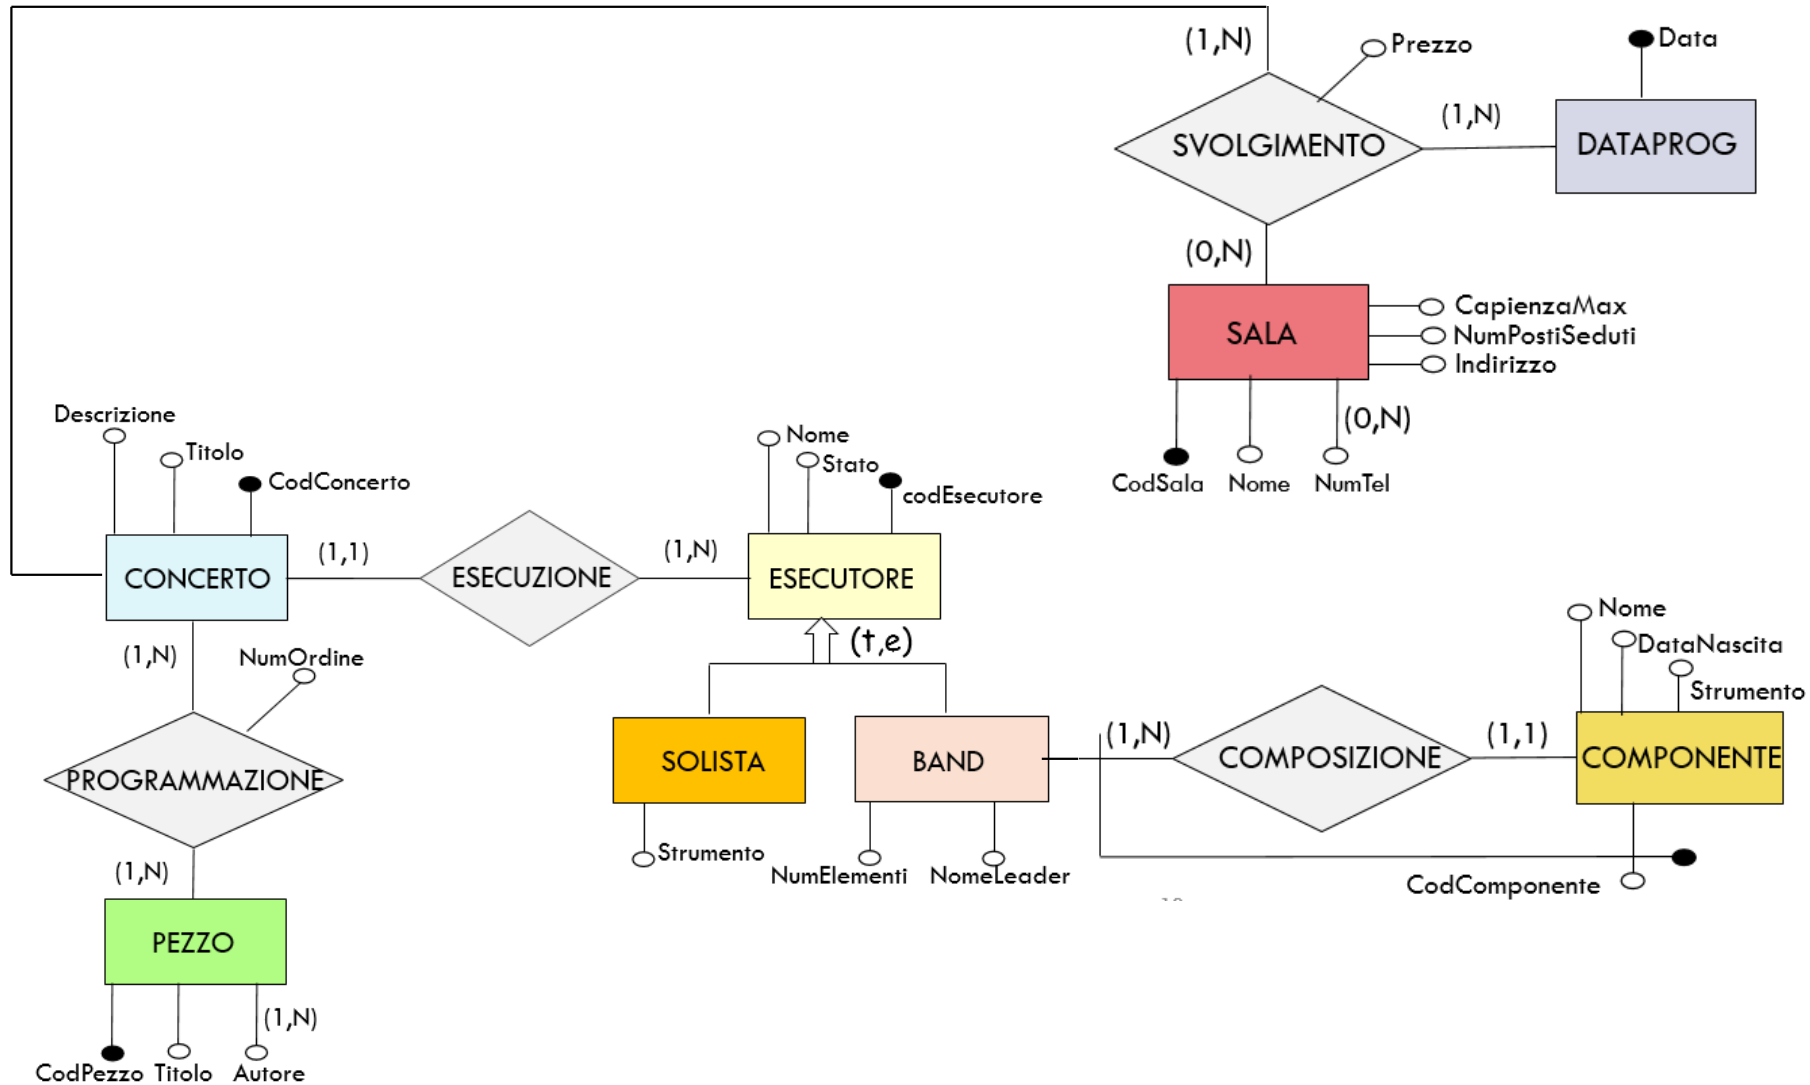 (1,N)
Prezzo
Data
SVOLGIMENTO
(1,N)
DATAPROG
(0,N)
SALA
CapienzaMax
NumPostiSeduti
Indirizzo
(0,N)
CodSala
Nome
NumTel
Descrizione
Titolo
CodConcerto
CONCERTO
(1,1)
ESECUZIONE
(1,N)
Nome
Stato
codEsecutore
ESECUTORE
(t,e)
(1,N)
NumOrdine
PROGRAMMAZIONE
(1,N)
PEZZO
(1,N)
CodPezzo
Titolo
Autore
SOLISTA
Strumento
BAND
NumElementi
NomeLeader
(1,N)
COMPOSIZIONE
(1,1)
Nome
DataNascita
Strumento
COMPONENTE
CodComponente